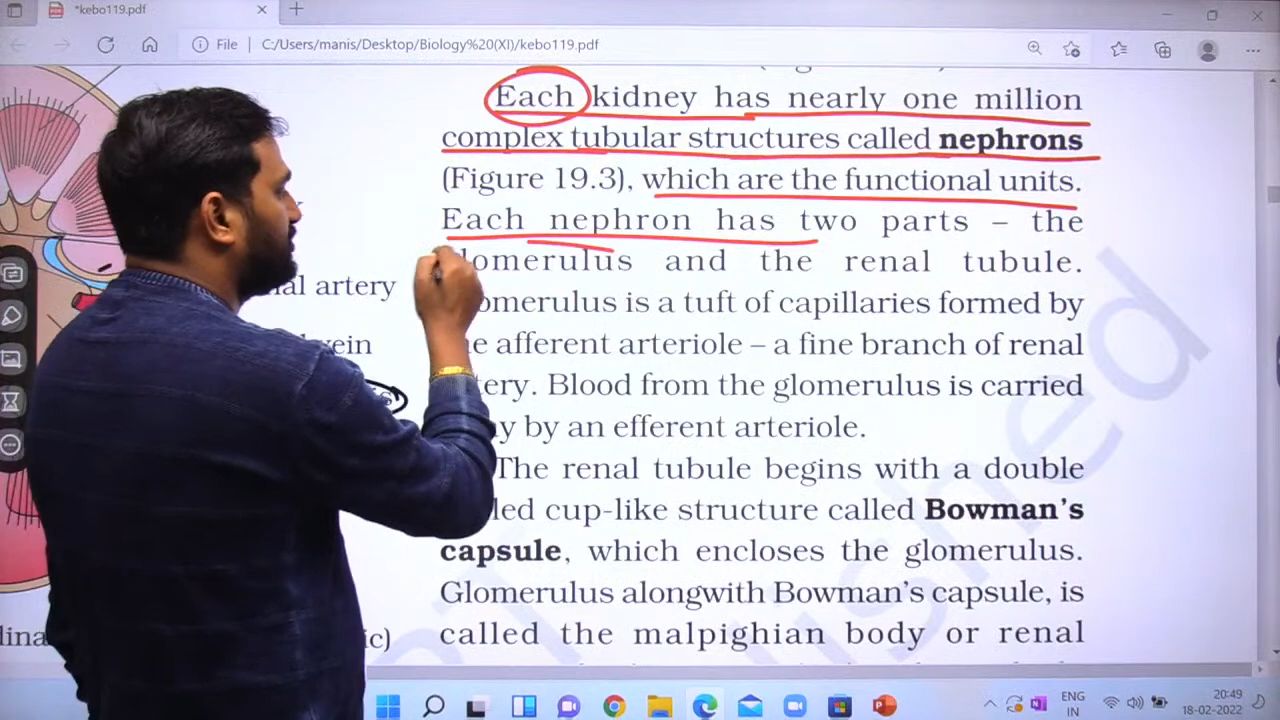 *kebo119.pdf
File
C:/Users/manis/Desktop/Biology%20(XI)/kebo119.pdf
Each kidney has nearly one million
complex tubular structures called nephrons
(Figure 19.3), which are the functional units.
Each nephron has two parts – the
glomerulus and the renal tubule.
omerulus is a tuft of capillaries formed by
e afferent arteriole – a fine branch of renal
tery. Blood from the glomerulus is carried
y by an efferent arteriole.
The renal tubule begins with a double
led cup-like structure called Bowman's
capsule, which encloses the glomerulus.
Glomerulus alongwith Bowman's capsule, is
called the malpighian body or renal
al artery
vein
dina
ic)
ENG
IN
20:49
18-02-2022